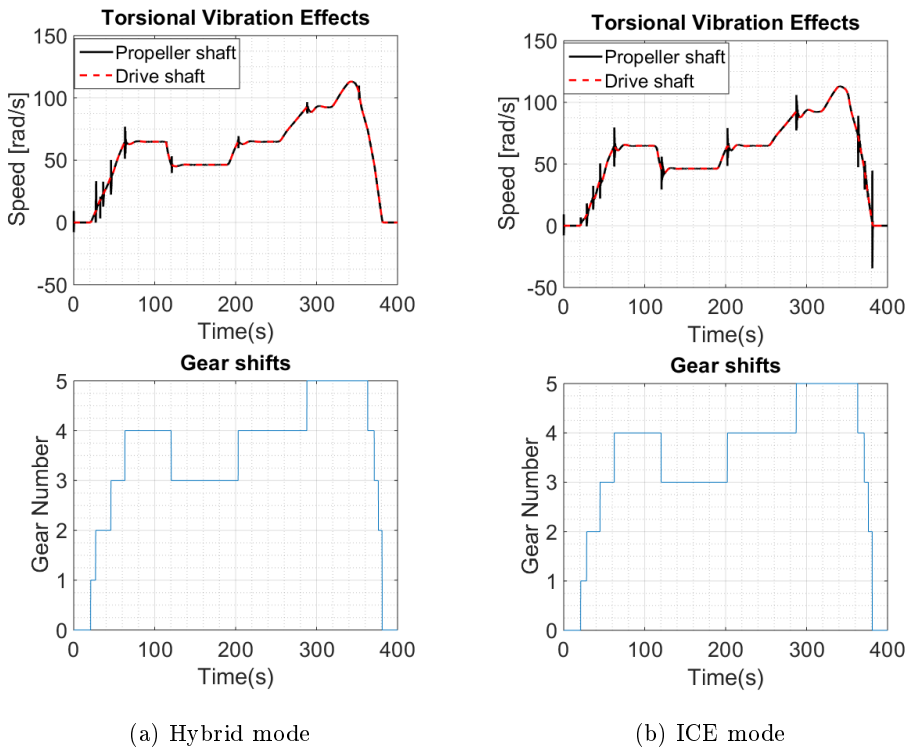 Torsional Vibration Effects
150
100
50
0
-50
Speed [rad/s]
Propeller shaft
Drive shaft
0 100 200 300 400
Time(s)
Gear shifts
5
4
3
2
1
0
Gear Number
0 100 200 300 400
Time(s)
(a) Hybrid mode
Torsional Vibration Effects
150
100
50
0
-50
Speed [rad/s]
Propeller shaft
Drive shaft
0 100 200 300 400
Time(s)
Gear shifts
5
4
3
2
1
0
Gear Number
0 100 200 300 400
Time(s)
(b) ICE mode